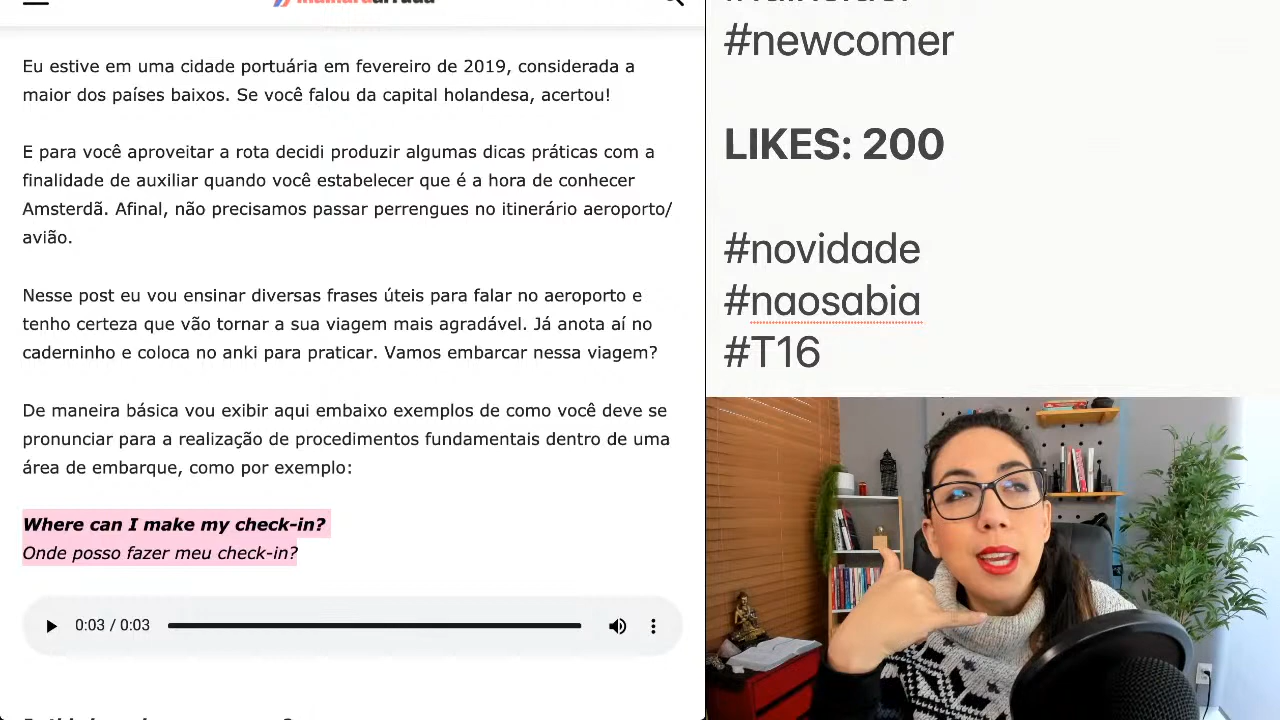 Eu estive em uma cidade portuária em fevereiro de 2019, considerada a
maior dos países baixos. Se você falou da capital holandesa, acertou!
E para você aproveitar a rota decidi produzir algumas dicas práticas com a
finalidade de auxiliar quando você estabelecer que é a hora de conhecer
Amsterdã. Afinal, não precisamos passar perrengues no itinerário aeroporto/
avião.
Nesse post eu vou ensinar diversas frases úteis para falar no aeroporto e
tenho certeza que vão tornar a sua viagem mais agradável. Já anota aí no
caderninho e coloca no anki para praticar. Vamos embarcar nessa viagem?
De maneira básica vou exibir aqui embaixo exemplos de como você deve se
pronunciar para a realização de procedimentos fundamentais dentro de uma
área de embarque, como por exemplo:
Where can I make my check-in?
Onde posso fazer meu check-in?
0:03 / 0:03
#newcomer
LIKES: 200
#novidade
#naosabia
#T16